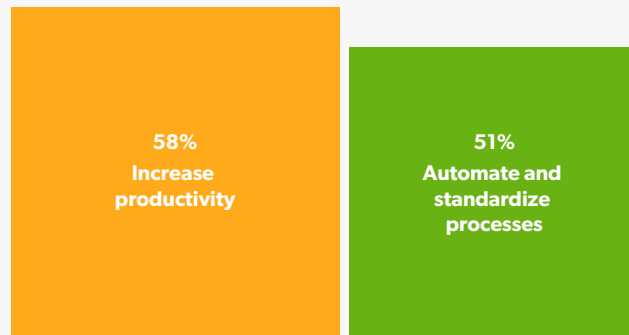 58%
Increase
productivity
51%
Automate and
standardize
processes